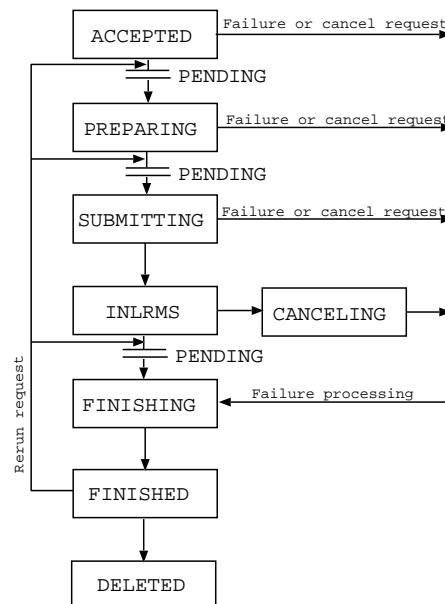 ACCEPTED
Failure or cancel request
PENDING
PREPARING
Failure or cancel request
PENDING
SUBMITTING
Failure or cancel request
INLRMS
CANCELING
PENDING
FINISHING
Failure processing
Rerun request
FINISHED
DELETED